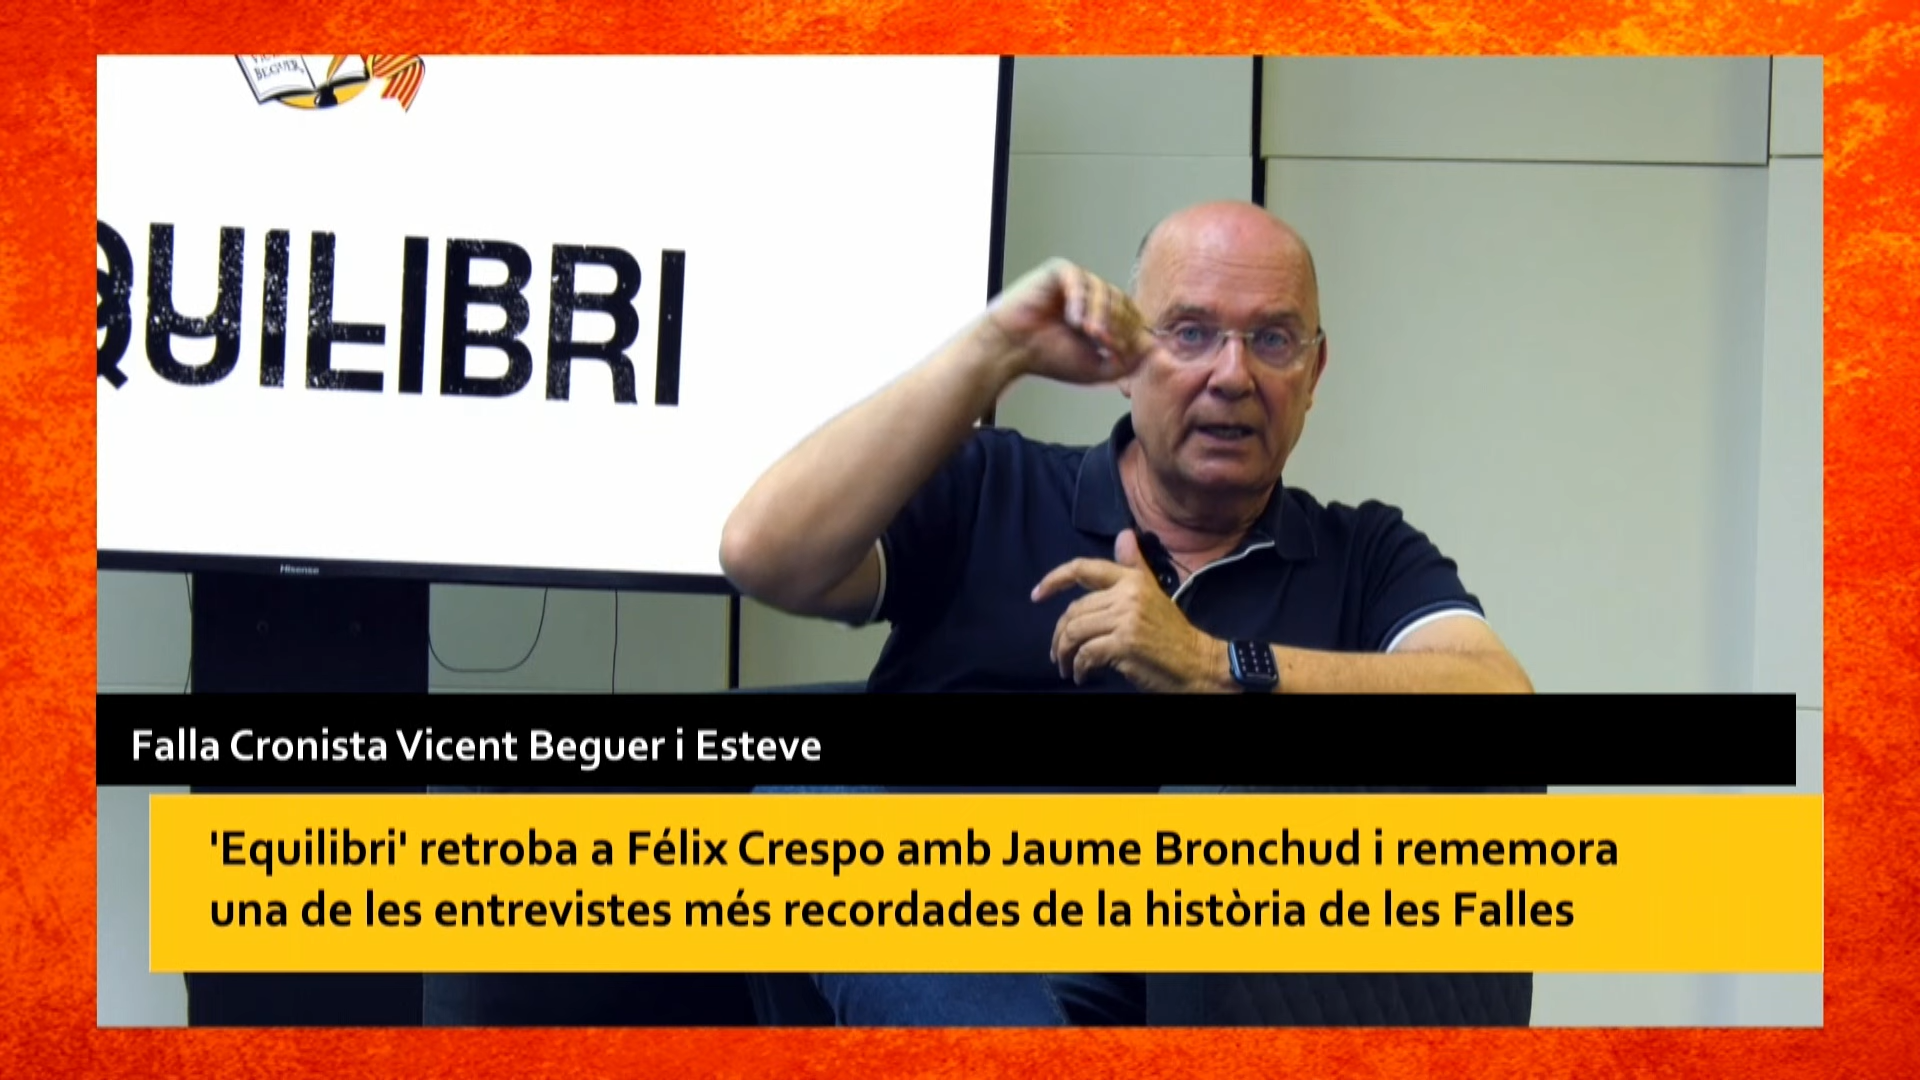 BEGUER
QUILIBRI
Hisense
Falla Cronista Vicent Beguer i Esteve
'Equilibri' retroba a Félix Crespo amb Jaume Bronchud i rememora
una de les entrevistes més recordades de la història de les Falles